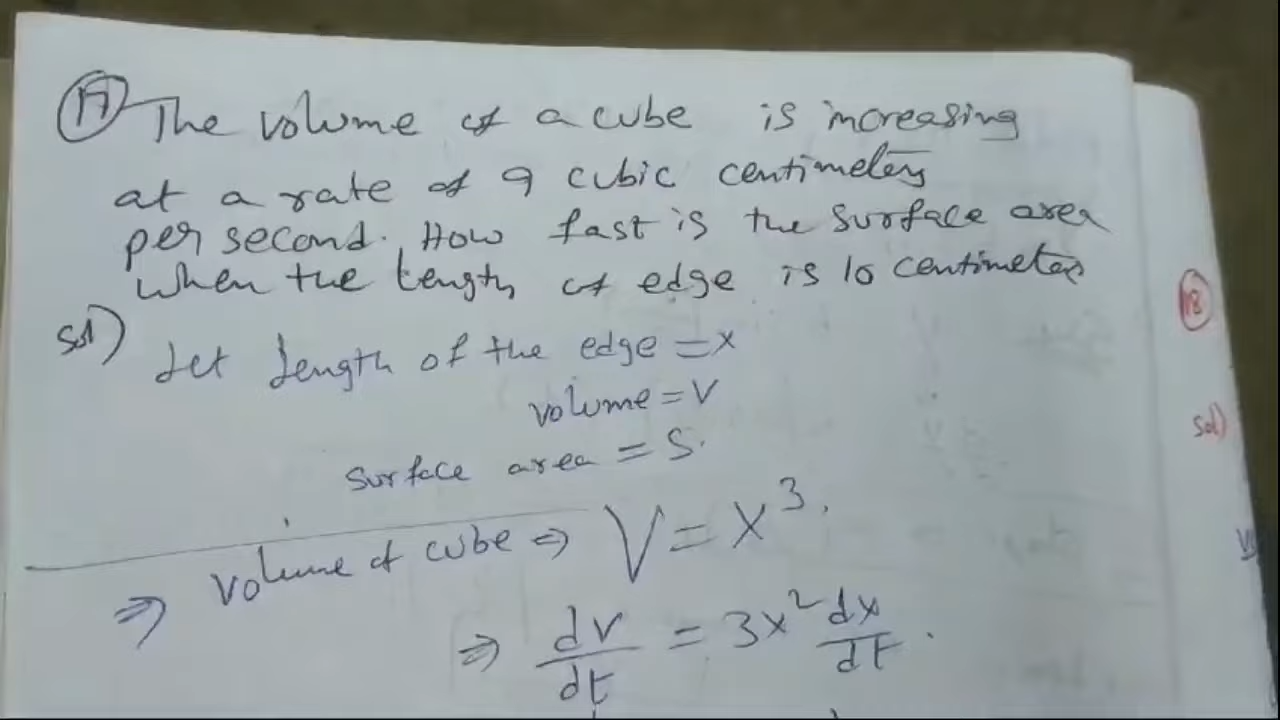 17 The volume of a cube is increasing
at a rate of 9 cubic centimeters
per second. How fast is the surface area
when the length of edge is 10 centimeters
Sol) Let length of the edge = x
volume = V
surface area = S.
⇒ volume of cube ⇒ V = x³.
⇒ dv/dt = 3x² dx/dt.
18
Sol)